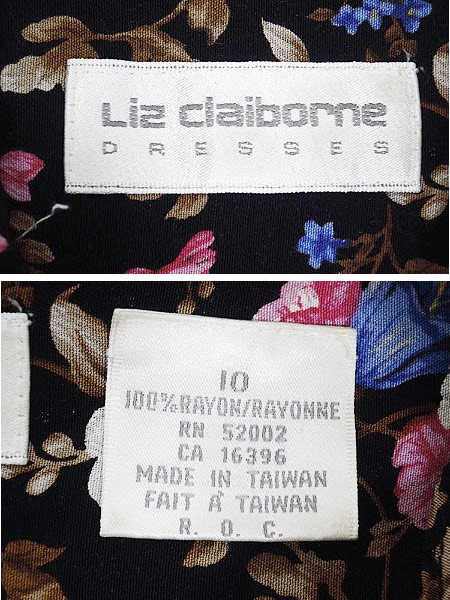 Liz claiborne
DRESSES
10
100%RAYON/RAYONNE
RN 52002
CA 16396
MADE IN TAIWAN
FAIT À TAIWAN
R. O. C.